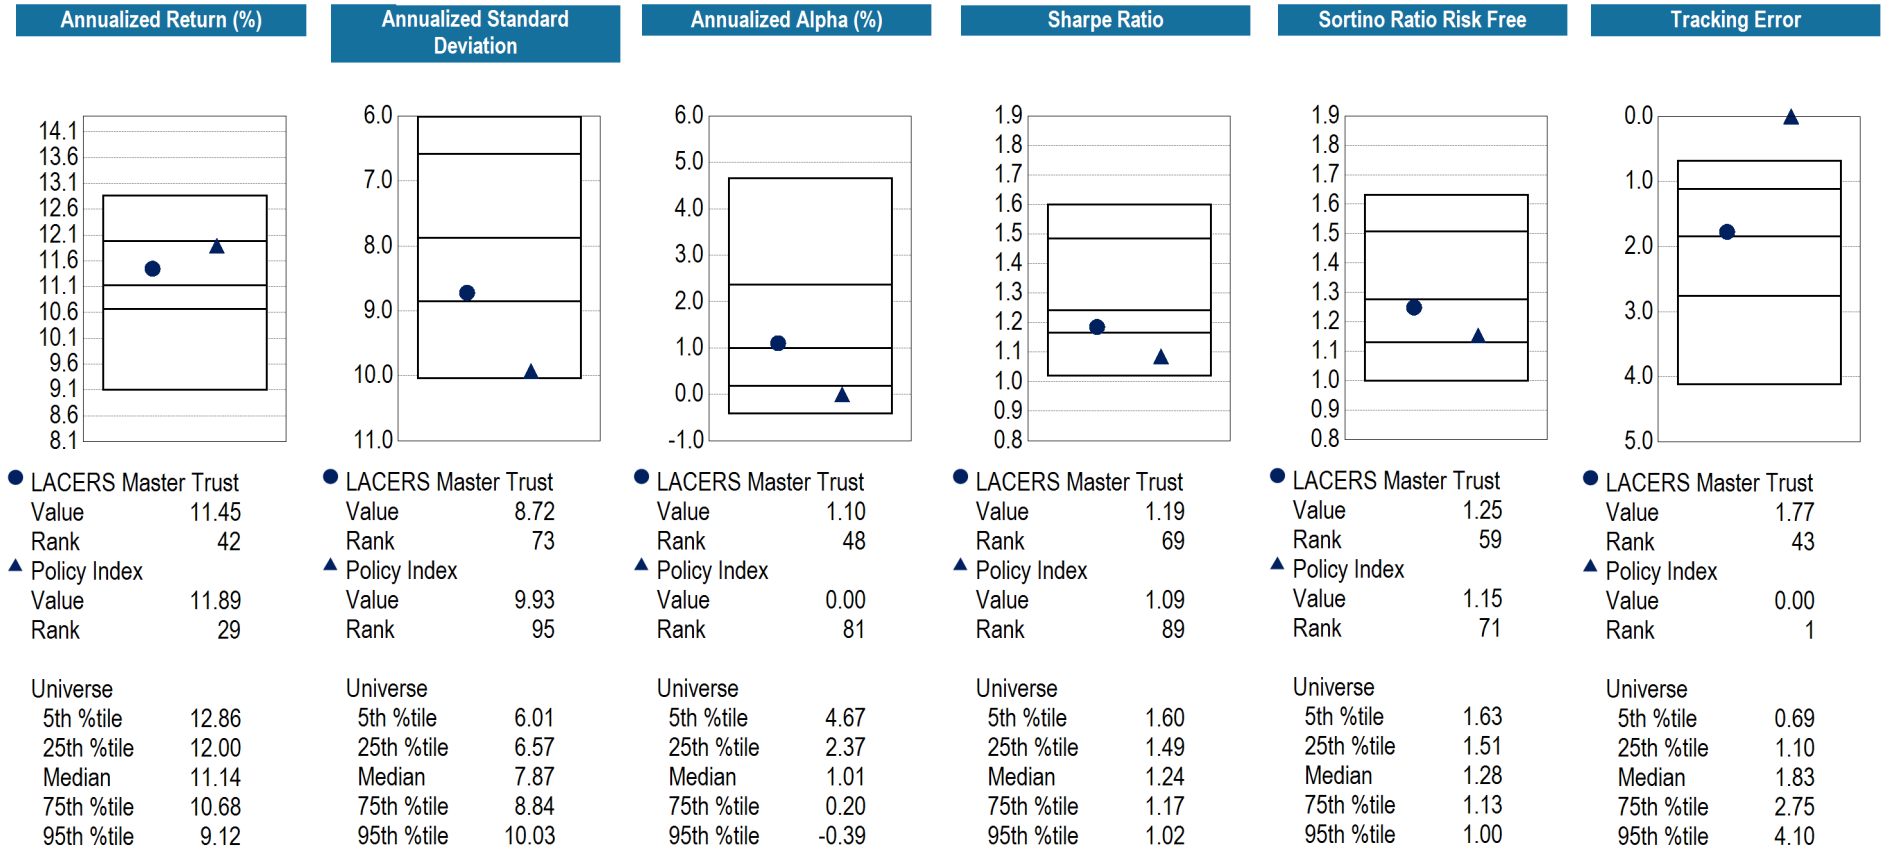 Annualized Return (%)
14.1
13.6
13.1
12.6
12.1
11.6
11.1
10.6
10.1
9.6
9.1
8.6
8.1
LACERS Master Trust
Value 11.45
Rank 42
Policy Index
Value 11.89
Rank 29
Universe
5th %tile 12.86
25th %tile 12.00
Median 11.14
75th %tile 10.68
95th %tile 9.12
Annualized Standard
Deviation
6.0
7.0
8.0
9.0
10.0
11.0
LACERS Master Trust
Value 8.72
Rank 73
Policy Index
Value 9.93
Rank 95
Universe
5th %tile 6.01
25th %tile 6.57
Median 7.87
75th %tile 8.84
95th %tile 10.03
Annualized Alpha (%)
6.0
5.0
4.0
3.0
2.0
1.0
0.0
-1.0
LACERS Master Trust
Value 1.10
Rank 48
Policy Index
Value 0.00
Rank 81
Universe
5th %tile 4.67
25th %tile 2.37
Median 1.01
75th %tile 0.20
95th %tile -0.39
Sharpe Ratio
1.9
1.8
1.7
1.6
1.5
1.4
1.3
1.2
1.1
1.0
0.9
0.8
LACERS Master Trust
Value 1.19
Rank 69
Policy Index
Value 1.09
Rank 89
Universe
5th %tile 1.60
25th %tile 1.49
Median 1.24
75th %tile 1.17
95th %tile 1.02
Sortino Ratio Risk Free
1.9
1.8
1.7
1.6
1.5
1.4
1.3
1.2
1.1
1.0
0.9
0.8
LACERS Master Trust
Value 1.25
Rank 59
Policy Index
Value 1.15
Rank 71
Universe
5th %tile 1.63
25th %tile 1.51
Median 1.28
75th %tile 1.13
95th %tile 1.00
Tracking Error
0.0
1.0
2.0
3.0
4.0
5.0
LACERS Master Trust
Value 1.77
Rank 43
Policy Index
Value 0.00
Rank 1
Universe
5th %tile 0.69
25th %tile 1.10
Median 1.83
75th %tile 2.75
95th %tile 4.10